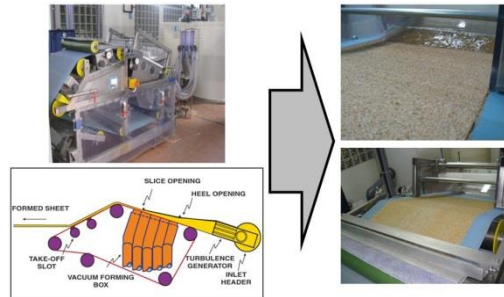 SLICE OPENING
HEEL OPENING
FORMED SHEET
TAKE-OFF
SLOT
VACUUM FORMING
BOX
TURBULENCE
GENERATOR
INLET
HEADER